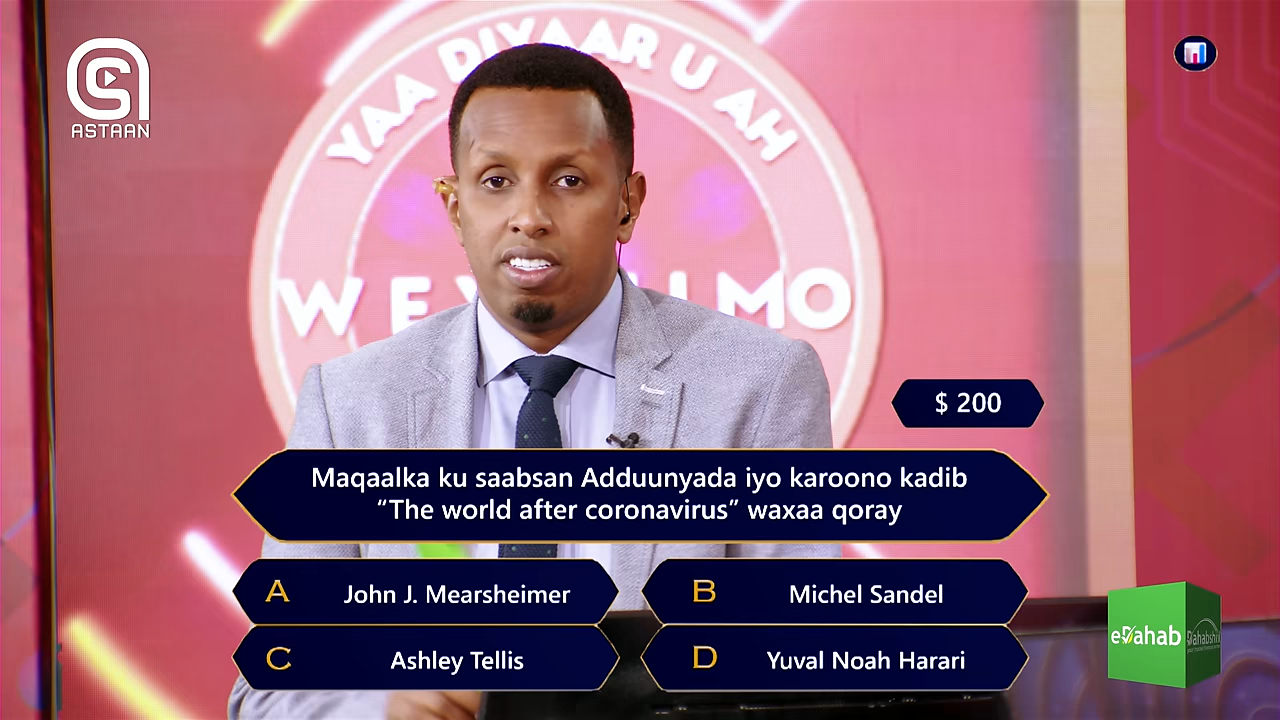 ASTAAN
YAA DIYAAR U AH
$ 200
Maqaalka ku saabsan Adduunyada iyo karoono kadib
“The world after coronavirus” waxaa qoray
A John J. Mearsheimer
B Michel Sandel
C Ashley Tellis
D Yuval Noah Harari
eDahab